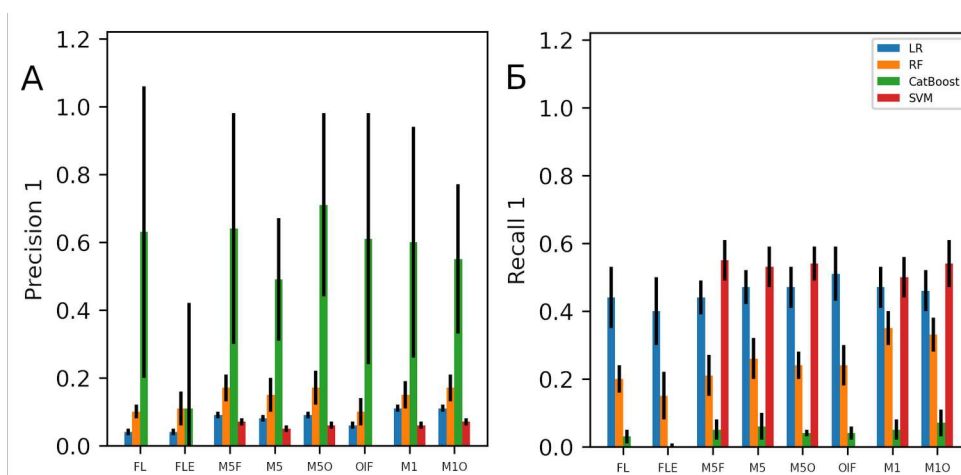 А
Precision 1
1.2
1.0
0.8
0.6
0.4
0.2
0.0
FL FLE M5F M5 M5O OIF M1 M1O
Б
Recall 1
1.2
1.0
0.8
0.6
0.4
0.2
0.0
FL FLE M5F M5 M5O OIF M1 M1O
LR
RF
CatBoost
SVM